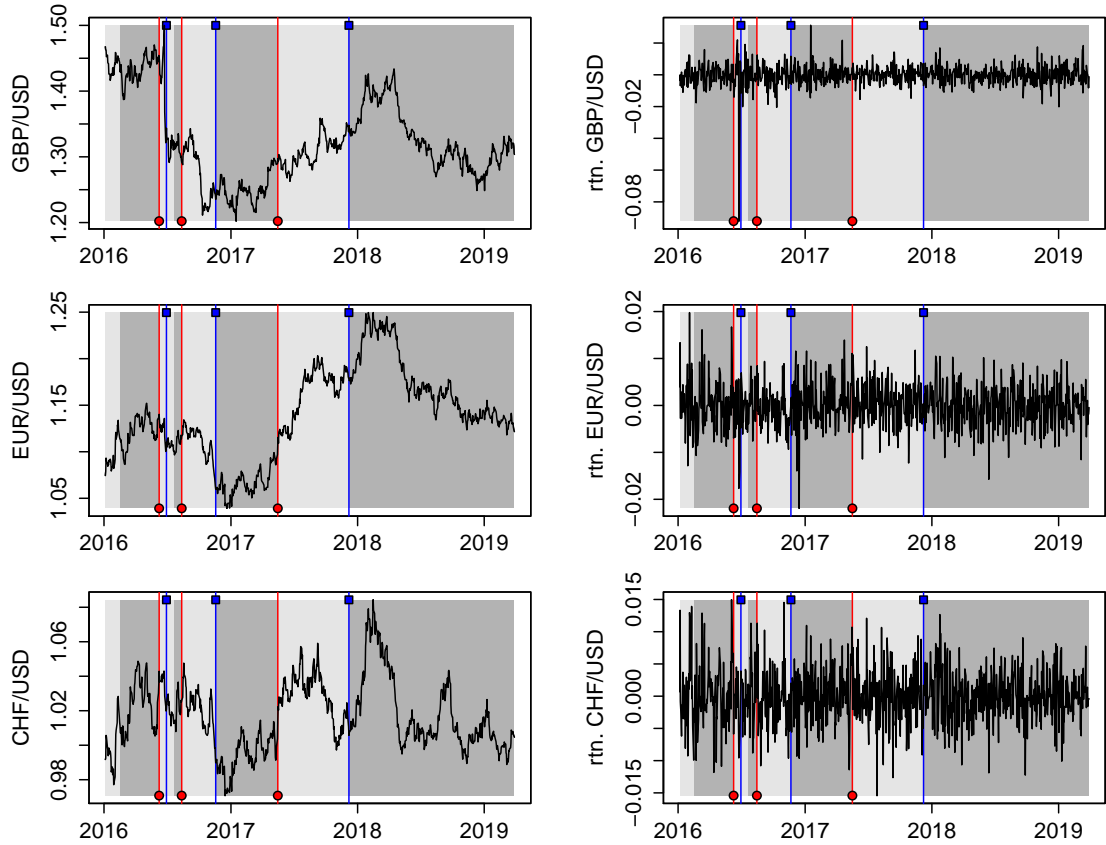 GBP/USD
1.20 1.30 1.40 1.50
2016 2017 2018 2019
rtn. GBP/USD
−0.08 −0.02
2016 2017 2018 2019
EUR/USD
1.05 1.15 1.25
2016 2017 2018 2019
rtn. EUR/USD
−0.02 0.00 0.02
2016 2017 2018 2019
CHF/USD
0.98 1.02 1.06
2016 2017 2018 2019
rtn. CHF/USD
−0.015 0.000 0.015
2016 2017 2018 2019